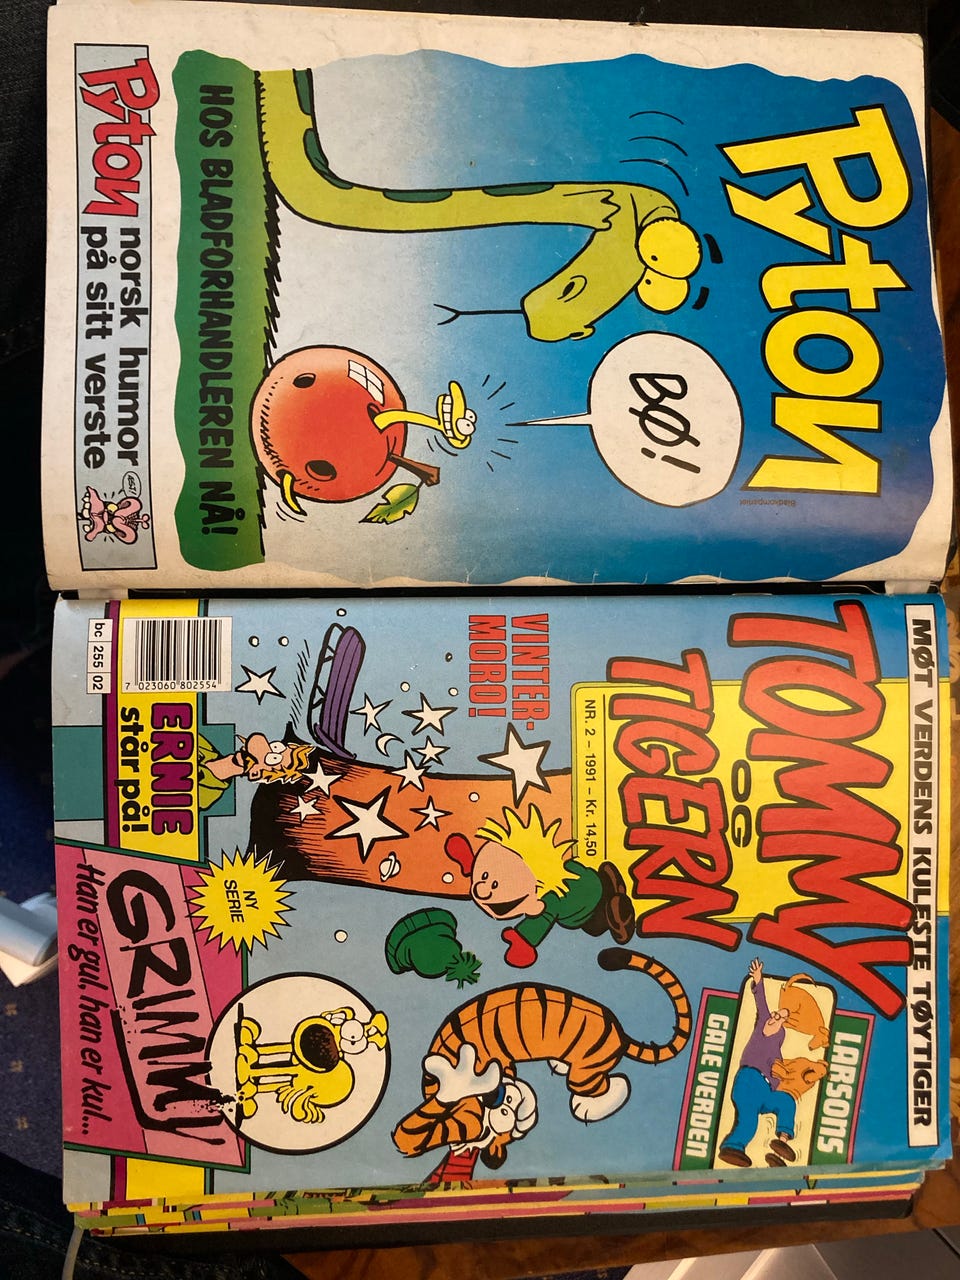 Pyton
Bladkompaniet
BØ!
HOS BLADFORHANDLEREN NÅ!
Pyton norsk humor
på sitt verste
ÆSJ!
MØT VERDENS KULESTE TØYTIGER
TOMMY
OG
TIGERN
NR. 2 – 1991 – Kr. 14,50
LARSONS
GALE VERDEN
VINTER-
MORO!
NY
SERIE
ERNIE
står på!
GRIMMY
Han er gul, han er kul...
7 023060 802554
bc 255 02